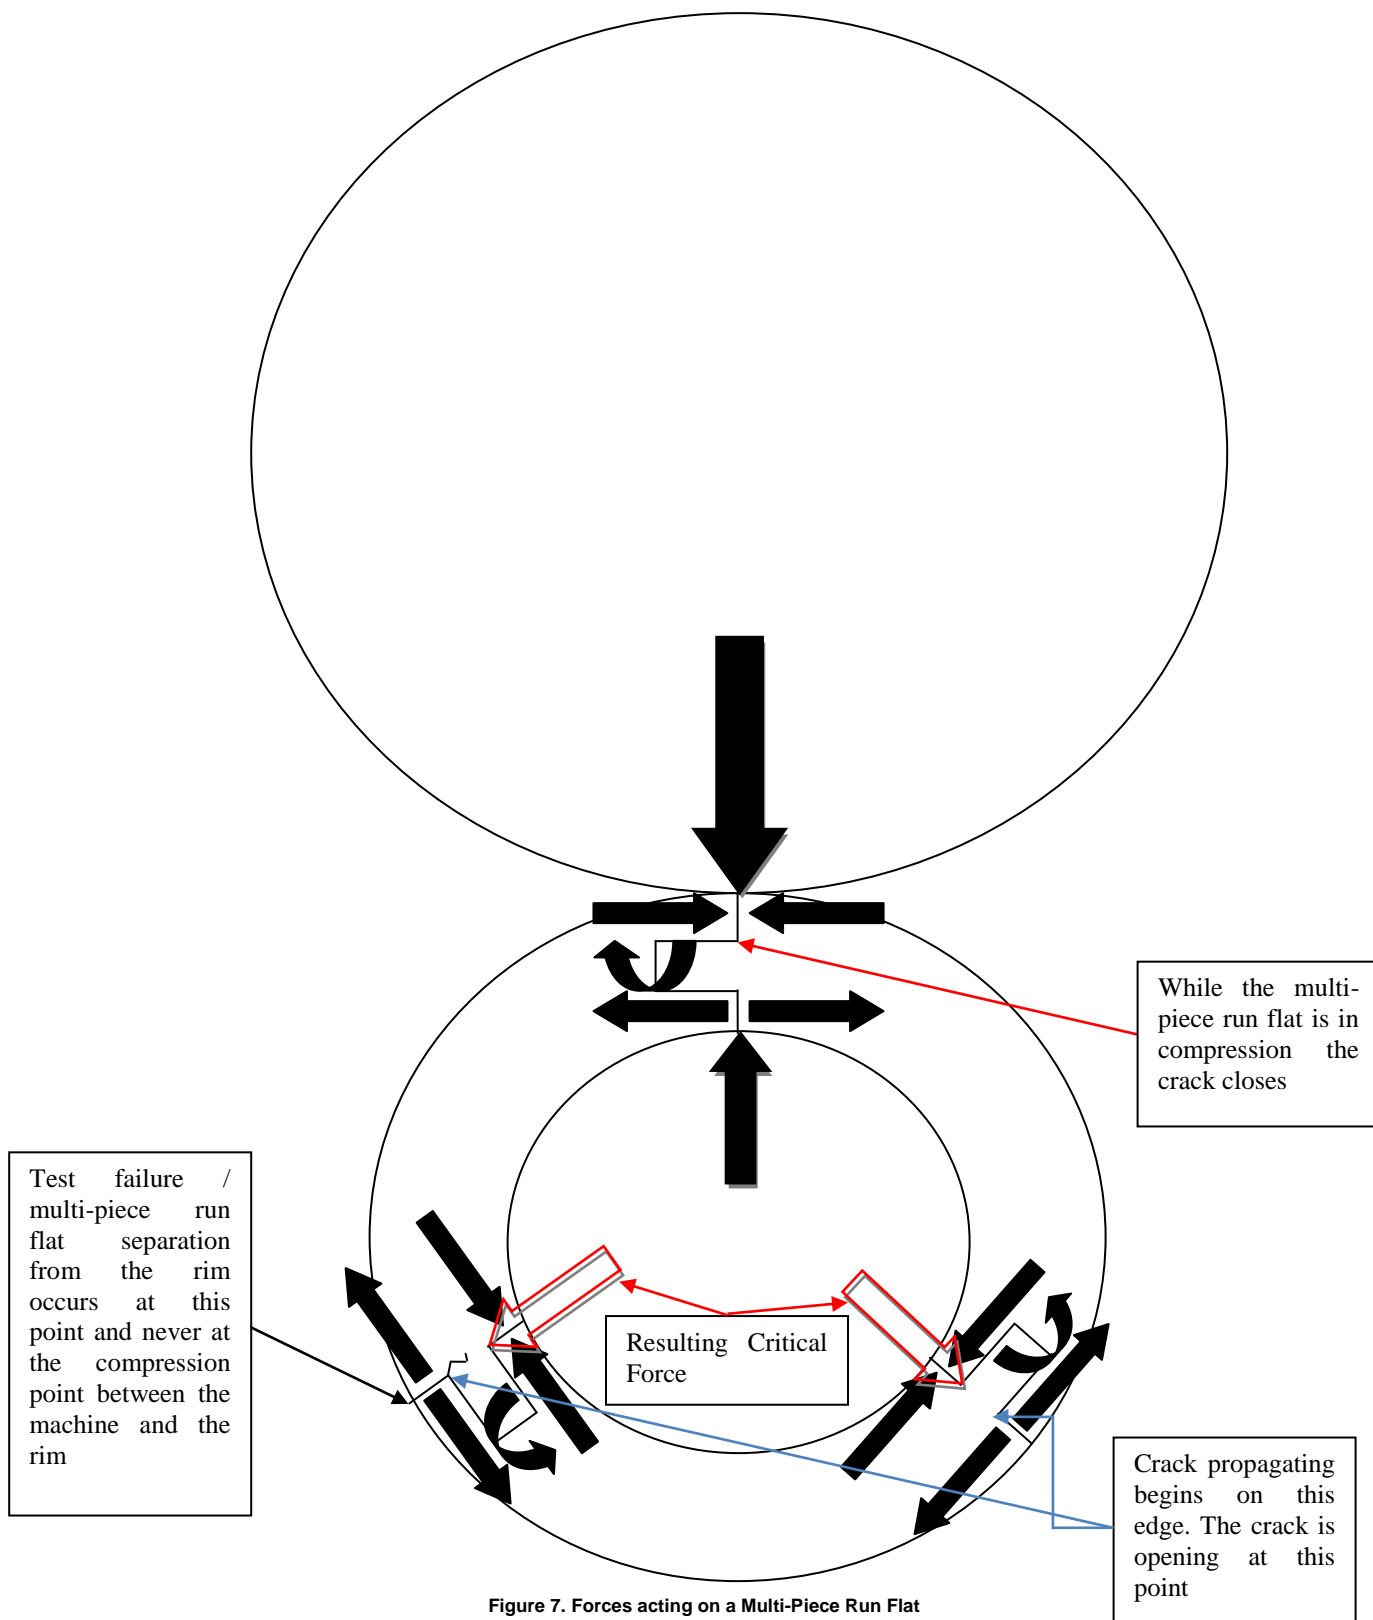 While the multi-
piece run flat is in
compression the
crack closes
Test failure /
multi-piece run
flat separation
from the rim
occurs at this
point and never at
the compression
point between the
machine and the
rim
Resulting Critical
Force
Crack propagating
begins on this
edge. The crack is
opening at this
point
Figure 7. Forces acting on a Multi-Piece Run Flat